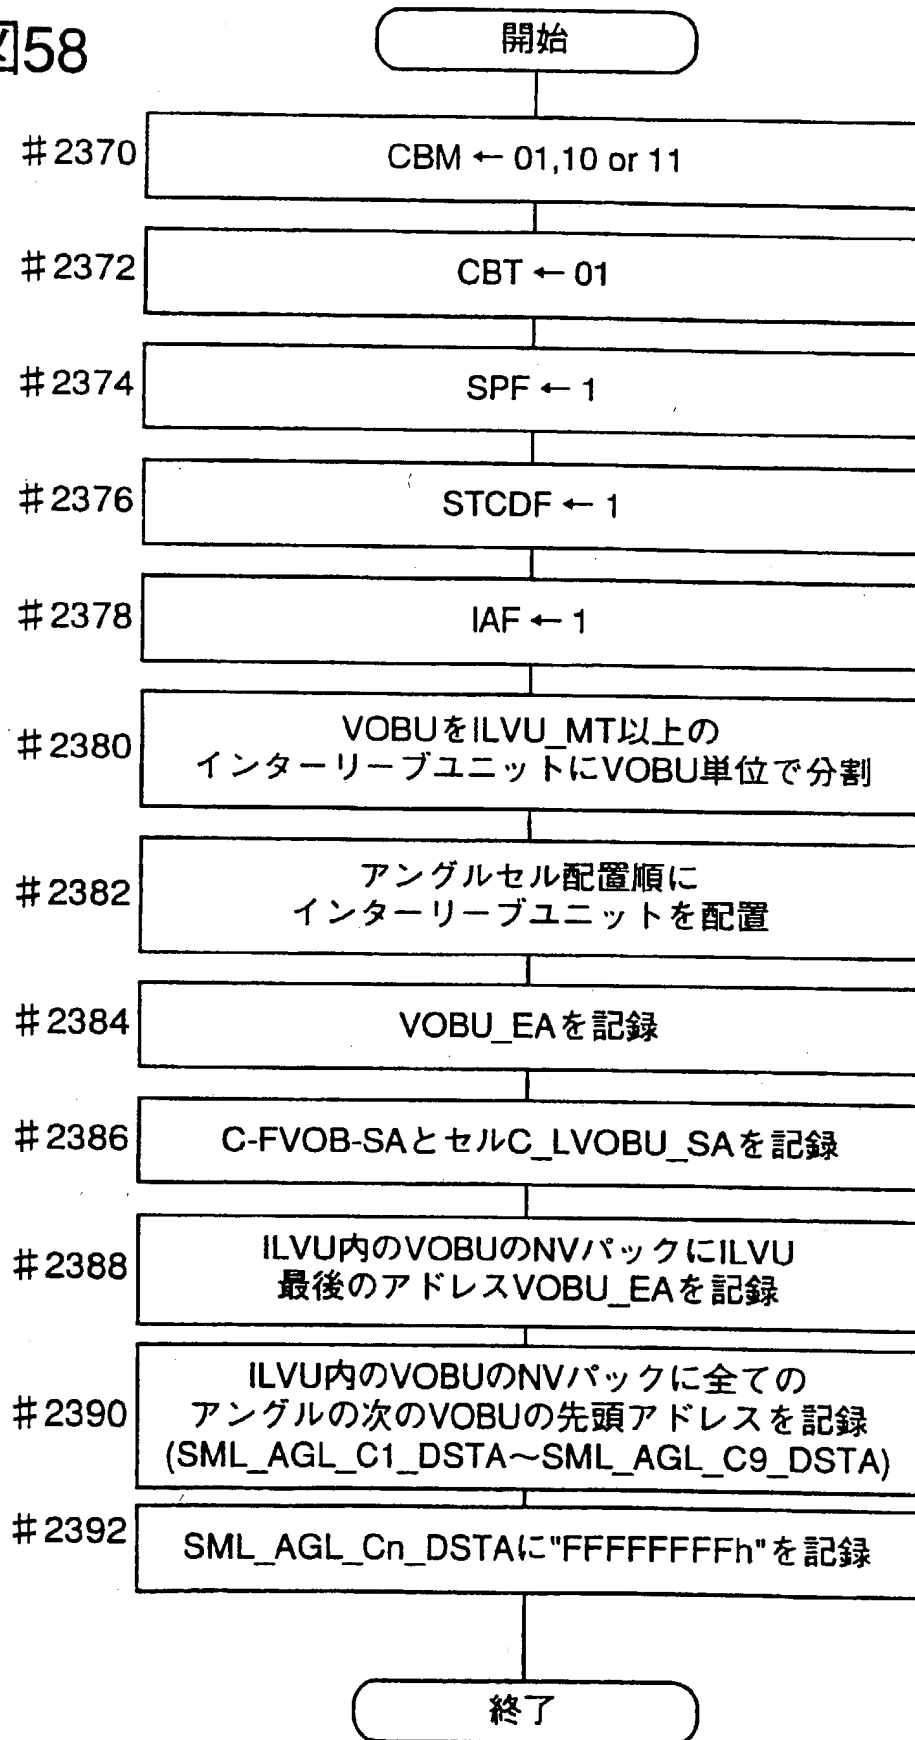 図58
開始
#2370
CBM ← 01,10 or 11
#2372
CBT ← 01
#2374
SPF ← 1
#2376
STCDF ← 1
#2378
IAF ← 1
#2380
VOBUをILVU_MT以上の
インターリーブユニットにVOBU単位で分割
#2382
アングルセル配置順に
インターリーブユニットを配置
#2384
VOBU_EAを記録
#2386
C-FVOB-SAとセルC_LVOBU_SAを記録
#2388
ILVU内のVOBUのNVパックにILVU
最後のアドレスVOBU_EAを記録
#2390
ILVU内のVOBUのNVパックに全ての
アングルの次のVOBUの先頭アドレスを記録
(SML_AGL_C1_DSTA～SML_AGL_C9_DSTA)
#2392
SML_AGL_Cn_DSTAに"FFFFFFFFh"を記録
終了